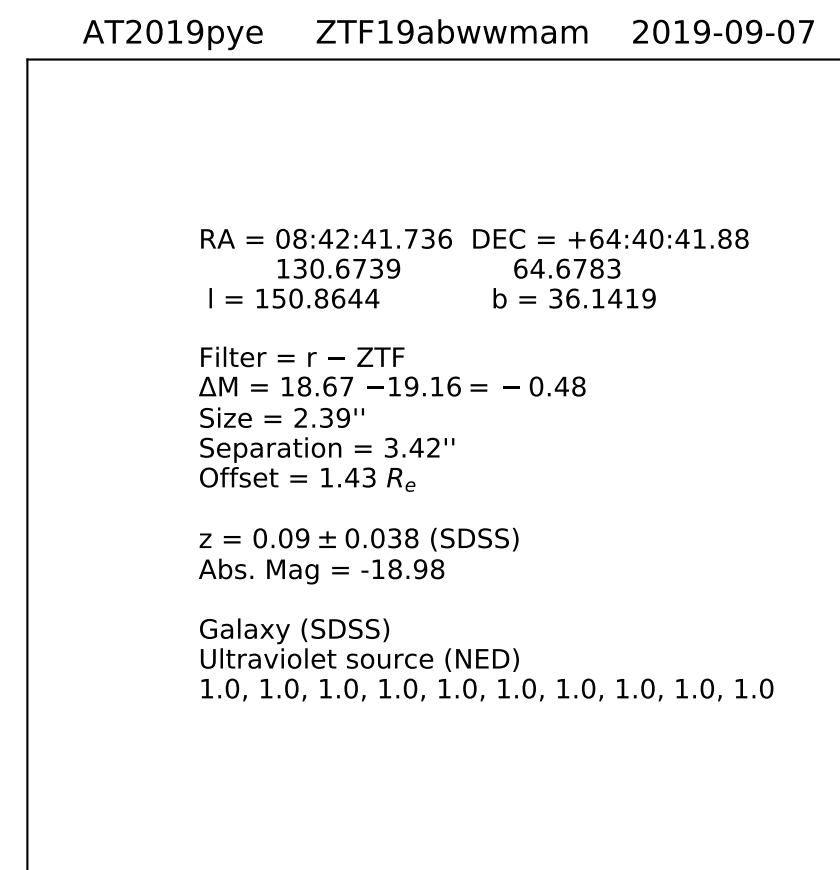 AT2019pye ZTF19abwwmam 2019-09-07
RA = 08:42:41.736 DEC = +64:40:41.88
130.6739 64.6783
l = 150.8644 b = 36.1419
Filter = r − ZTF
ΔM = 18.67 −19.16 = − 0.48
Size = 2.39''
Separation = 3.42''
Offset = 1.43 Rₑ
z = 0.09 ± 0.038 (SDSS)
Abs. Mag = -18.98
Galaxy (SDSS)
Ultraviolet source (NED)
1.0, 1.0, 1.0, 1.0, 1.0, 1.0, 1.0, 1.0, 1.0, 1.0